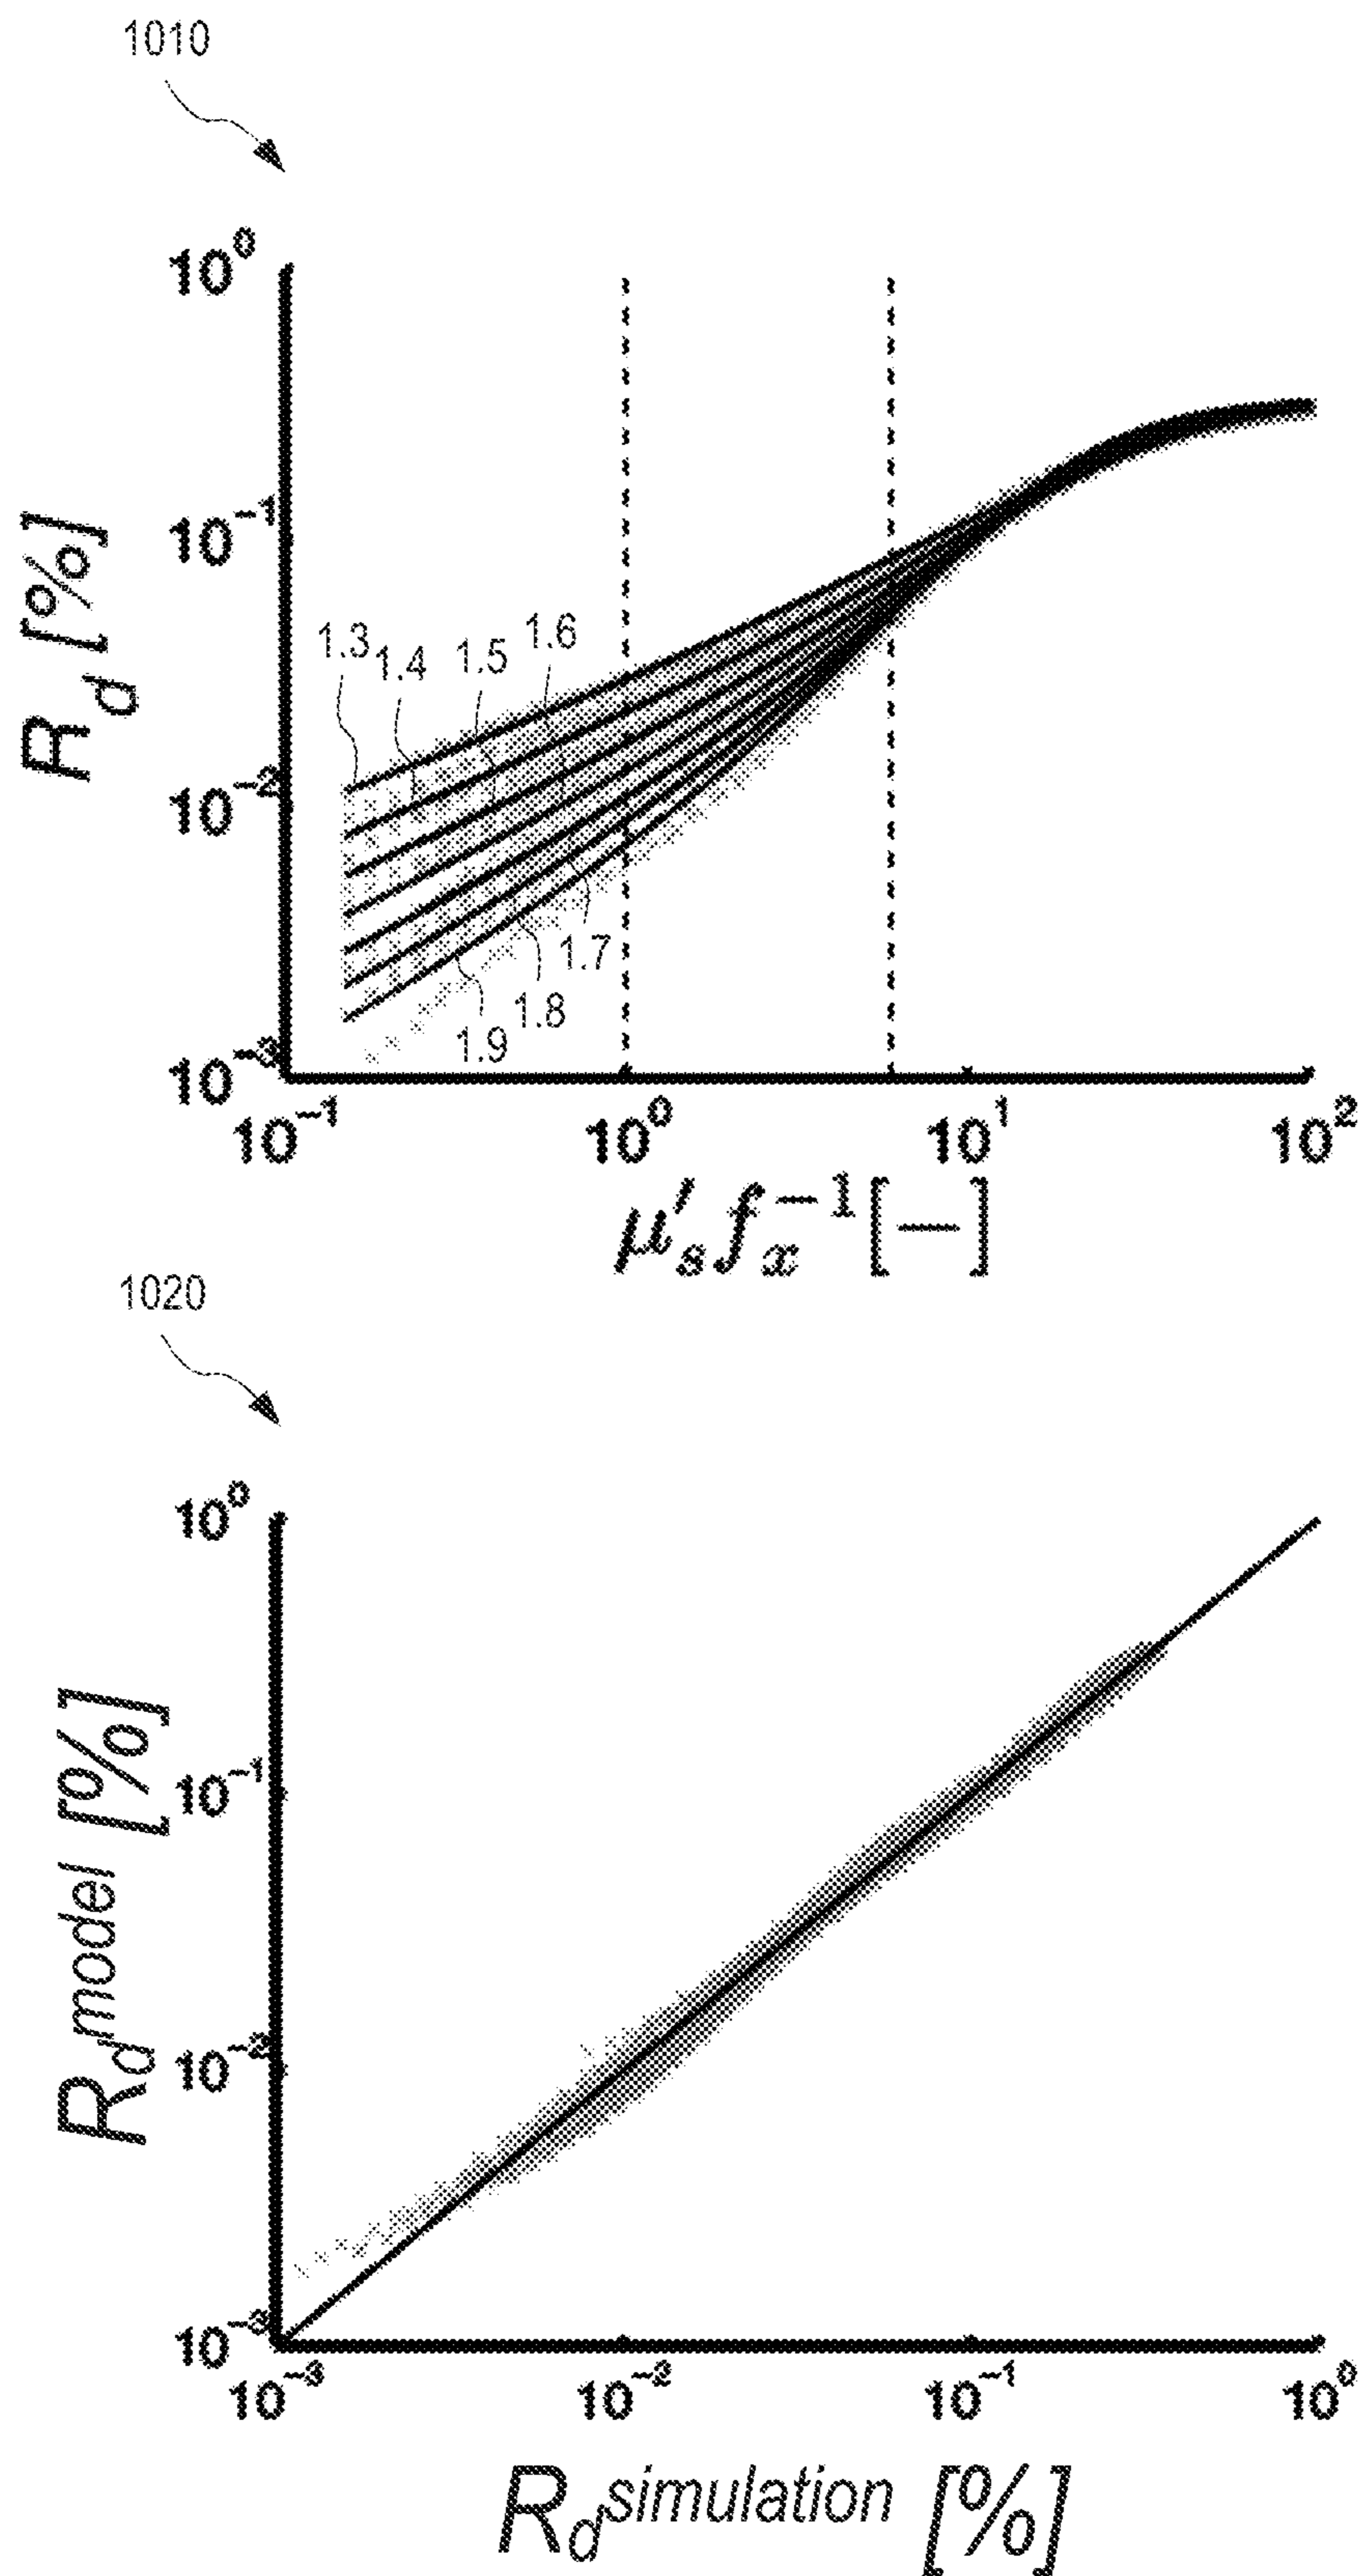 1010
10⁰
10⁻¹
10⁻²
10⁻³
R_d [%]
1.3
1.4
1.5
1.6
1.7
1.8
1.9
10⁻¹ 10⁰ 10¹ 10²
μ′ₛfₓ⁻¹[−]
1020
10⁰
10⁻¹
10⁻²
10⁻³
R_d^model [%]
10⁻³ 10⁻² 10⁻¹ 10⁰
R_d^simulation [%]